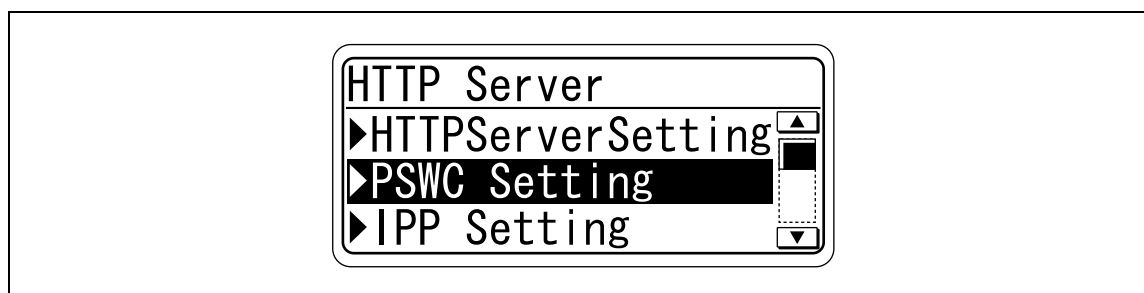 HTTP Server
▶HTTPServerSetting
▶PSWC Setting
▶IPP Setting